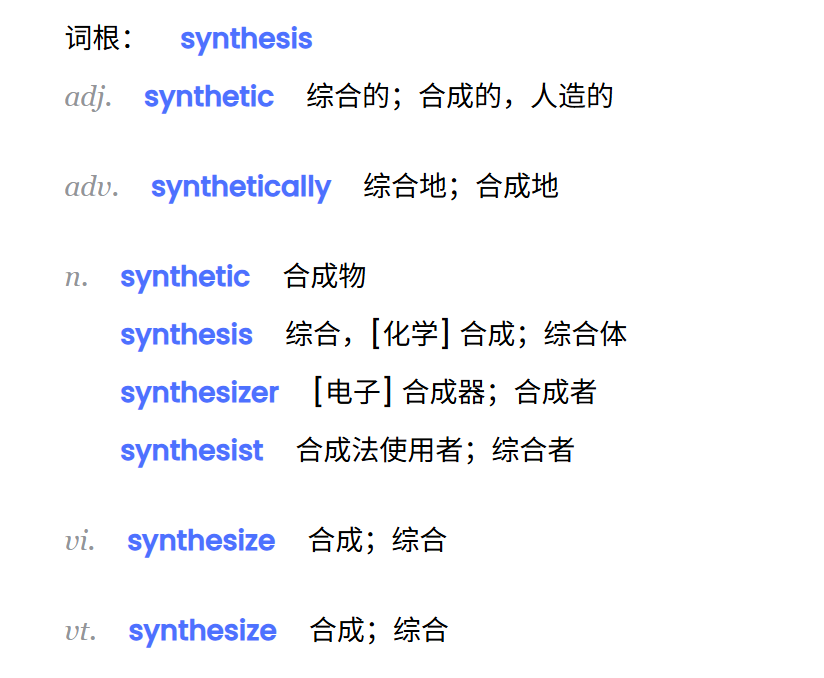 词根： synthesis
adj. synthetic 综合的；合成的，人造的
adv. synthetically 综合地；合成地
n. synthetic 合成物
synthesis 综合，[化学] 合成；综合体
synthesizer [电子] 合成器；合成者
synthesist 合成法使用者；综合者
vi. synthesize 合成；综合
vt. synthesize 合成；综合